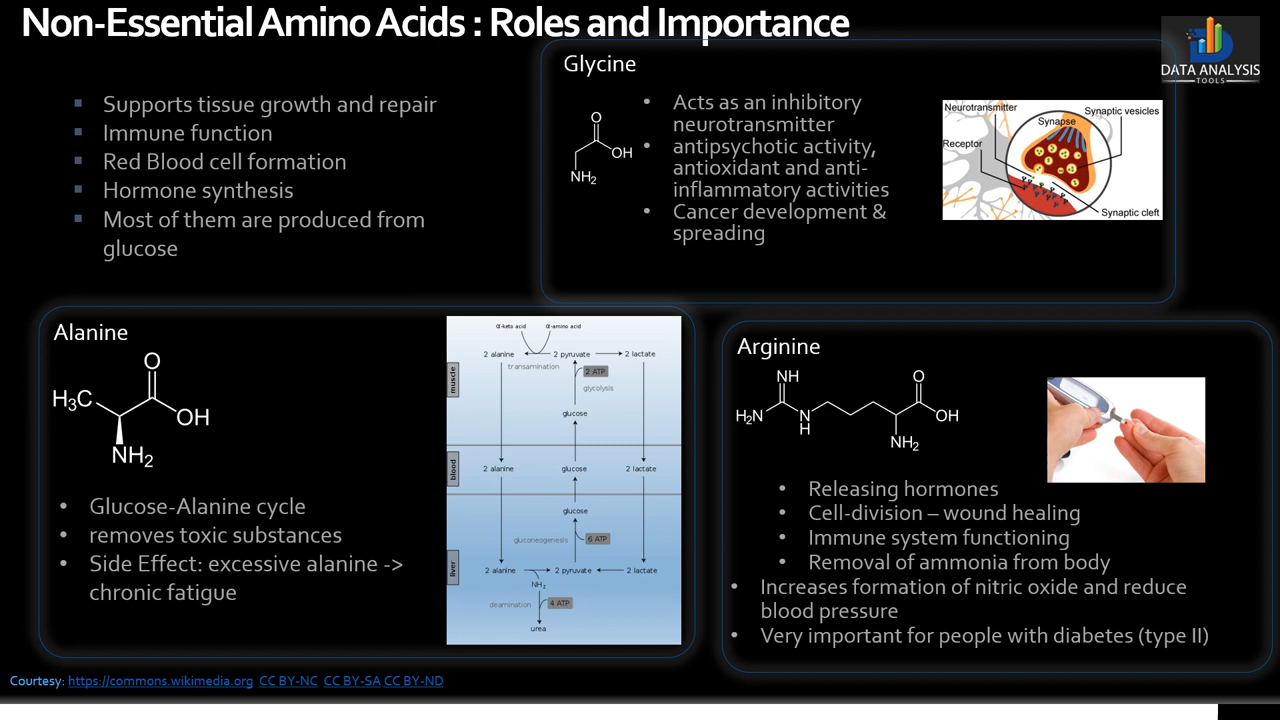 Non-Essential Amino Acids : Roles and Importance
DATA ANALYSIS
TOOLS
▪ Supports tissue growth and repair
▪ Immune function
▪ Red Blood cell formation
▪ Hormone synthesis
▪ Most of them are produced from
glucose
Glycine
O
OH
NH2
• Acts as an inhibitory
neurotransmitter
• antipsychotic activity,
antioxidant and anti-
inflammatory activities
• Cancer development &
spreading
Neurotransmitter
Synaptic vesicles
Synapse
Receptor
Synaptic cleft
Alanine
O
H3C
OH
NH2
• Glucose-Alanine cycle
• removes toxic substances
• Side Effect: excessive alanine ->
chronic fatigue
α-keto acid α-amino acid
2 alanine 2 pyruvate 2 lactate
transamination
2 ATP
glycolysis
muscle
glucose
blood
2 alanine glucose 2 lactate
glucose
gluconeogenesis 6 ATP
liver
2 alanine 2 pyruvate 2 lactate
NH2
deamination 4 ATP
urea
Arginine
NH O
H2N N OH
H
NH2
• Releasing hormones
• Cell-division – wound healing
• Immune system functioning
• Removal of ammonia from body
• Increases formation of nitric oxide and reduce
blood pressure
• Very important for people with diabetes (type II)
Courtesy: https://commons.wikimedia.org CC BY-NC CC BY-SA CC BY-ND